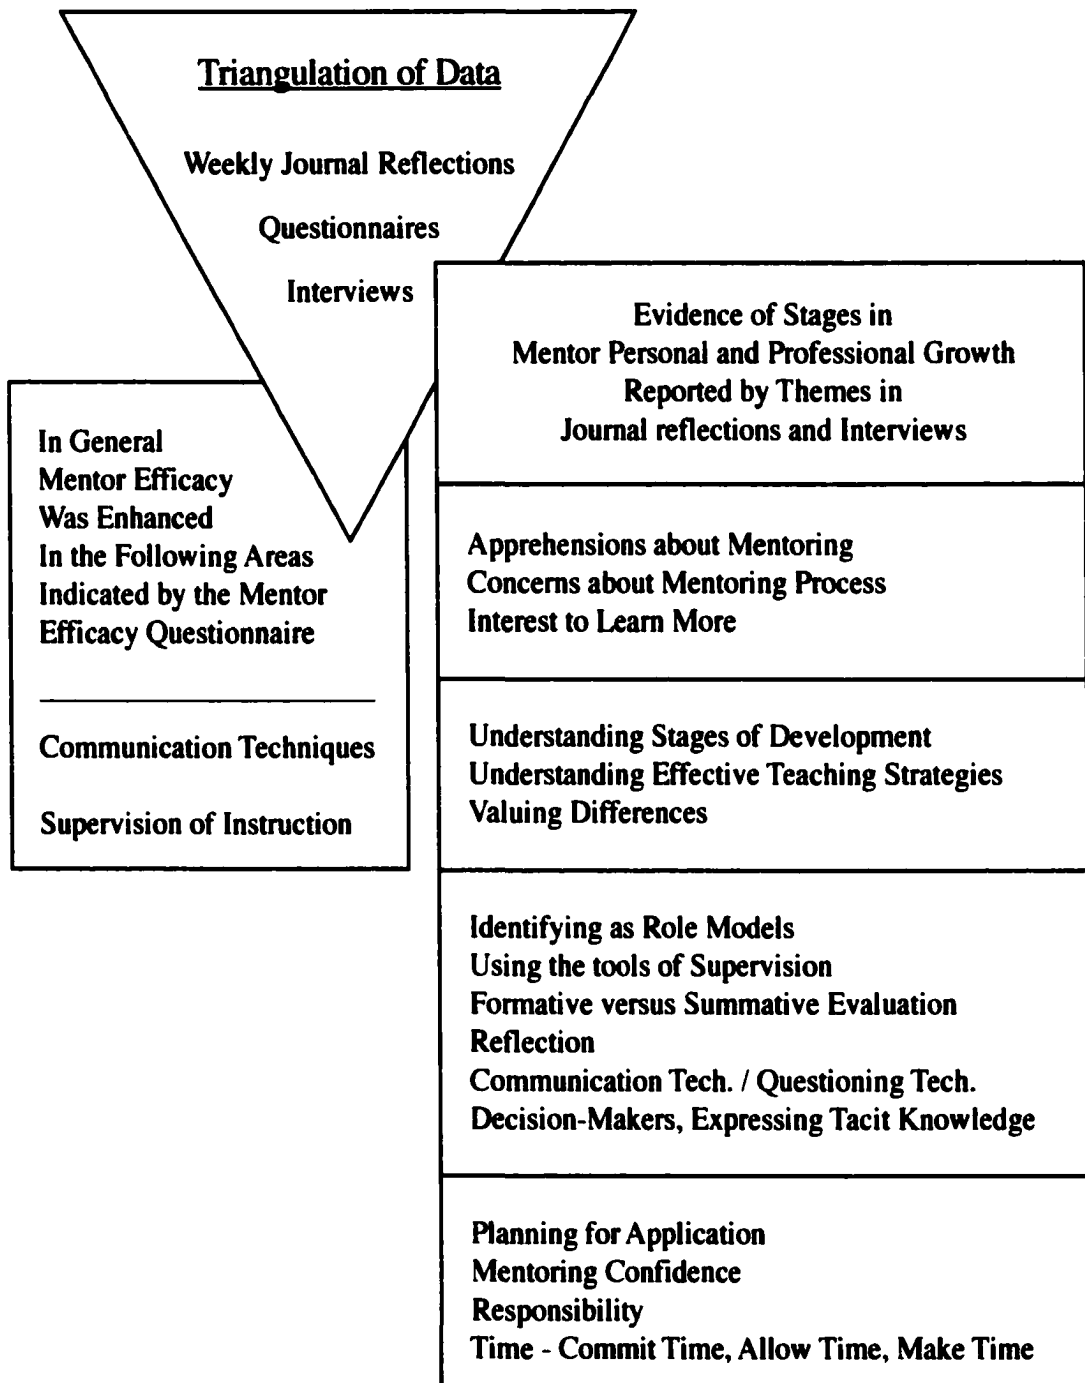 Triangulation of Data
Weekly Journal Reflections
Questionnaires
Interviews
In General
Mentor Efficacy
Was Enhanced
In the Following Areas
Indicated by the Mentor
Efficacy Questionnaire
Communication Techniques
Supervision of Instruction
Evidence of Stages in
Mentor Personal and Professional Growth
Reported by Themes in
Journal reflections and Interviews
Apprehensions about Mentoring
Concerns about Mentoring Process
Interest to Learn More
Understanding Stages of Development
Understanding Effective Teaching Strategies
Valuing Differences
Identifying as Role Models
Using the tools of Supervision
Formative versus Summative Evaluation
Reflection
Communication Tech. / Questioning Tech.
Decision-Makers, Expressing Tacit Knowledge
Planning for Application
Mentoring Confidence
Responsibility
Time - Commit Time, Allow Time, Make Time